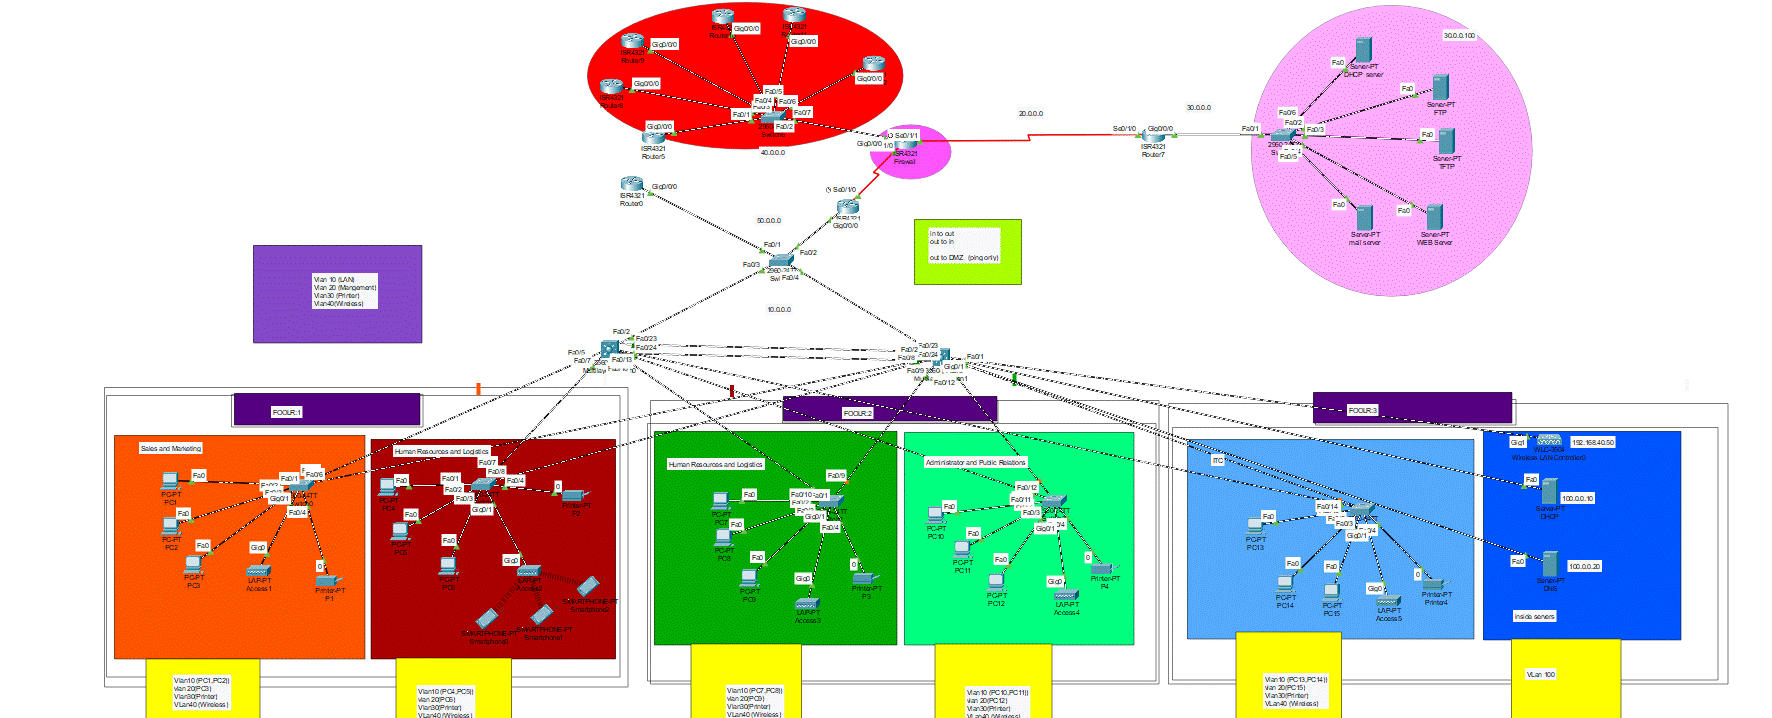 ISR4321
Gig0/0/0
Gig0/0/0
ISR4321
Gig0/0/0
Router9
Gig0/0/0
Gig0/0/0
ISR4321
Router8
Fa0/5
Fa0/4
Fa0/6
Fa0/1
Fa0/7
Fa0/2
Gig0/0/0
ISR4321
Router5
40.0.0.0
Se0/1/1
Gig0/0/0
ISR4321
Firewall
20.0.0.0
30.0.0.0
Se0/1/0
Gig0/0/0
ISR4321
Router7
30.0.0.100
Fa0
Server-PT
DHCP server
Fa0
Server-PT
FTP
Fa0/6
Fa0/2
Fa0/1
Fa0/3
Fa0/5
Fa0
Server-PT
TFTP
Fa0
Server-PT
mail server
Fa0
Server-PT
WEB Server
Gig0/0/0
ISR4321
Router0
Se0/1/0
ISR4321
Gig0/0/0
50.0.0.0
Fa0/1
Fa0/2
Fa0/3
Fa0/4
10.0.0.0
in to out
out to in
out to DMZ (ping only)
Vlan 10 (LAN)
Vlan 20 (Mangement)
Vlan30 (Printer)
Vlan40(Wireless)
Fa0/2
Fa0/23
Fa0/24
Fa0/5
Fa0/7
Fa0/13
Fa0/23
Fa0/2
Fa0/24
Fa0/8
Fa0/1
Gig0/1
Fa0/9
Fa0/12
FOOLR:1
FOOLR:2
FOOLR:3
Sales and Marketing
Fa0
PC-PT
PC1
Fa0/1
Fa0/6
Gig0/1
Fa0/4
Fa0
PC-PT
PC2
Fa0
PC-PT
PC3
Gig0
LAP-PT
Access1
0
Printer-PT
P1
Human Resources and Logistics
Fa0/7
Fa0/8
Fa0/1
Fa0/2
Fa0/4
Fa0/3
Gig0/1
Fa0
PC-PT
Fa0
PC-PT
PC5
Fa0
Gig0
LAP-PT
0
Printer-PT
SMARTPHONE-PT
SMARTPHONE-PT
SMARTPHONE-PT
Human Resources and Logistics
Fa0/9
Fa0/10
Fa0/1
Gig0/1
Fa0/4
Fa0
PC-PT
PC7
Fa0
PC-PT
PC8
Fa0
PC-PT
PC9
Gig0
LAP-PT
Access3
0
Printer-PT
P3
Administrator and Public Relations
Fa0/12
Fa0/11
Fa0/3
Gig0/1
Fa0
PC-PT
PC10
Fa0
PC-PT
PC11
Fa0
PC-PT
PC12
Gig0
LAP-PT
Access4
0
Printer-PT
P4
ITC
Fa0/14
Fa0/3
Gig0/1
Fa0
PC-PT
PC13
Fa0
PC-PT
PC14
Fa0
PC-PT
PC15
Gig0
LAP-PT
Access5
0
Printer-PT
Printer4
Gig1
192.168.40.50
WLC-3504
Wireless LAN Controller0
Fa0
100.0.0.10
Server-PT
DHCP
Fa0
100.0.0.20
Server-PT
DNS
inside servers
Vlan10 (PC1,PC2))
vlan 20(PC3)
Vlan30(Printer)
VLan40 (Wireless)
Vlan10 (PC4,PC5))
vlan 20(PC6)
Vlan30(Printer)
VLan40 (Wireless)
Vlan10 (PC7,PC8))
vlan 20(PC9)
Vlan30(Printer)
VLan40 (Wireless)
Vlan10 (PC10,PC11))
vlan 20(PC12)
Vlan30(Printer)
VLan40 (Wireless)
Vlan10 (PC13,PC14))
vlan 20(PC15)
Vlan30(Printer)
VLan40 (Wireless)
VLan 100